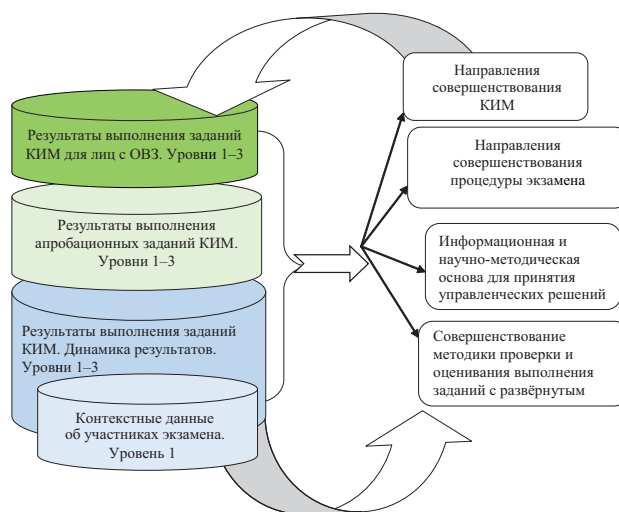 Результаты выполнения заданий
КИМ для лиц с ОВЗ. Уровни 1–3
Результаты выполнения
апробационных заданий КИМ.
Уровни 1–3
Результаты выполнения заданий
КИМ. Динамика результатов.
Уровни 1–3
Контекстные данные
об участниках экзамена.
Уровень 1
Направления
совершенствования
КИМ
Направления
совершенствования
процедуры экзамена
Информационная и
научно-методическая
основа для принятия
управленческих решений
Совершенствование
методики проверки и
оценивания выполнения
заданий с развёрнутым